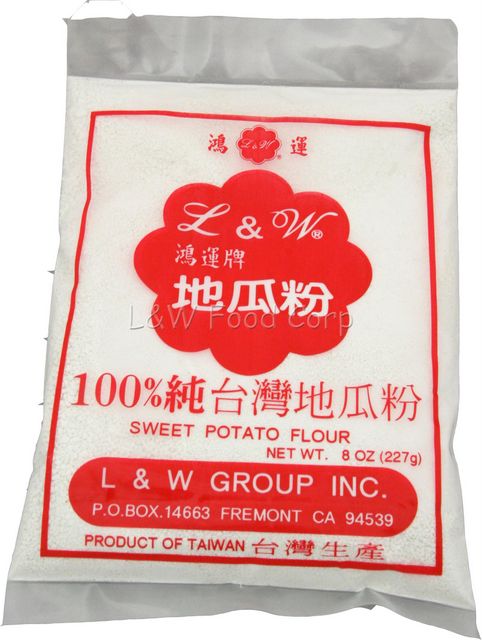 鴻 L & W® 運
L & W®
鴻運牌
地瓜粉
L&W Food Corp
100%純台灣地瓜粉
SWEET POTATO FLOUR
NET WT. 8 OZ (227g)
L & W GROUP INC.
P.O.BOX.14663 FREMONT CA 94539
PRODUCT OF TAIWAN 台灣生產